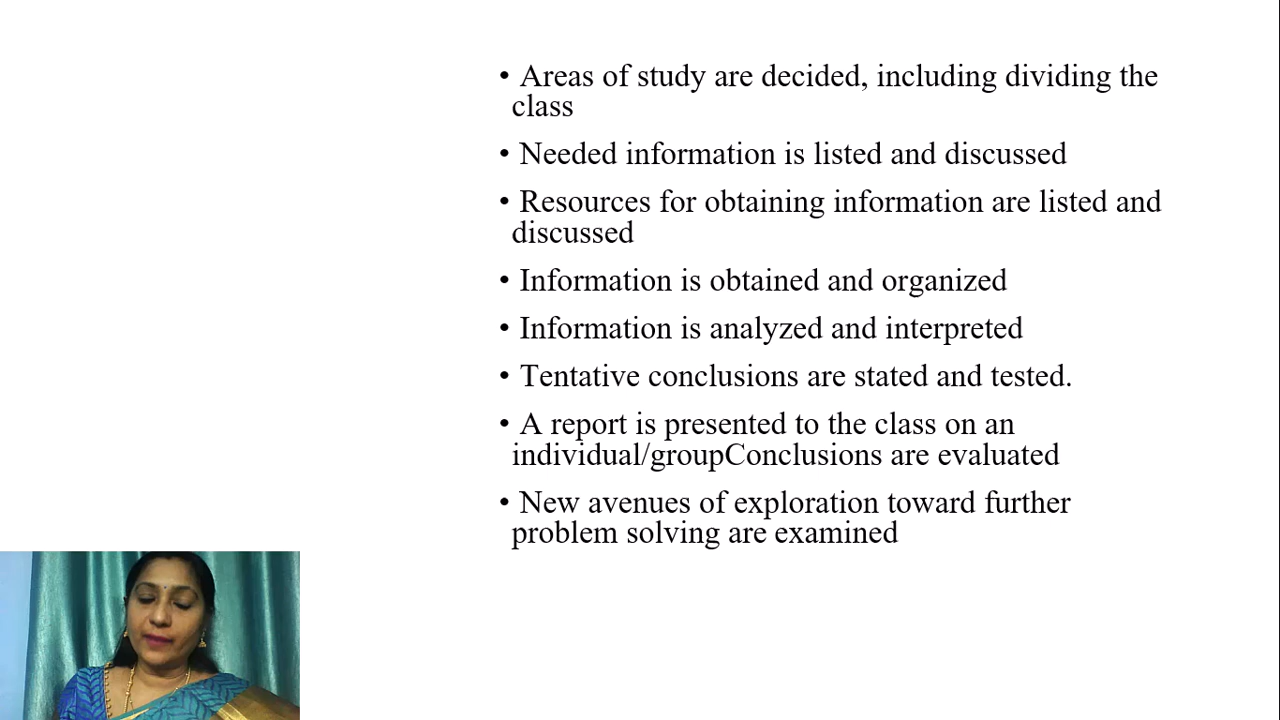 • Areas of study are decided, including dividing the
class
• Needed information is listed and discussed
• Resources for obtaining information are listed and
discussed
• Information is obtained and organized
• Information is analyzed and interpreted
• Tentative conclusions are stated and tested.
• A report is presented to the class on an
individual/groupConclusions are evaluated
• New avenues of exploration toward further
problem solving are examined